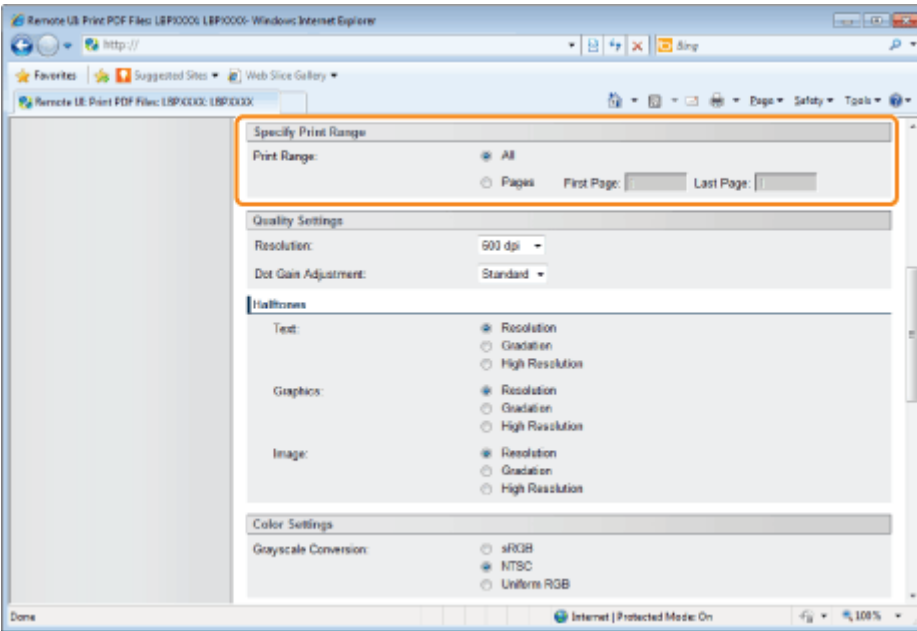 Remote UI: Print PDF Files: LBPXXXX: LBPXXXX- Windows Internet Explorer
http://
Bing
Favorites Suggested Sites Web Slice Gallery
Remote UI: Print PDF Files: LBPXXXX: LBPXXXX
Page Safety Tools
Specify Print Range
Print Range: All
Pages First Page: 1 Last Page: 1
Quality Settings
Resolution: 600 dpi
Dot Gain Adjustment: Standard
Halftones
Text: Resolution
Gradation
High Resolution
Graphics: Resolution
Gradation
High Resolution
Image: Resolution
Gradation
High Resolution
Color Settings
Grayscale Conversion: sRGB
NTSC
Uniform RGB
Done Internet | Protected Mode: On 100%